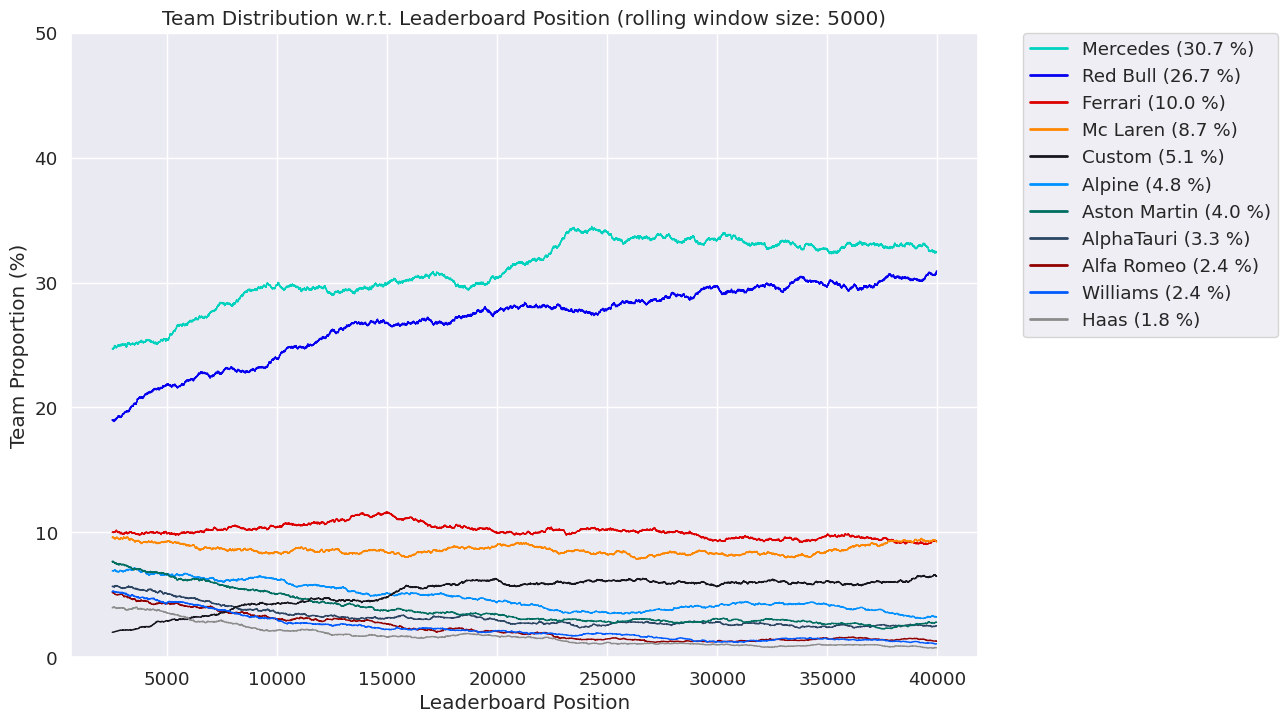 Team Distribution w.r.t. Leaderboard Position (rolling window size: 5000)
50
40
30
20
10
0
Team Proportion (%)
5000 10000 15000 20000 25000 30000 35000 40000
Leaderboard Position
Mercedes (30.7 %)
Red Bull (26.7 %)
Ferrari (10.0 %)
Mc Laren (8.7 %)
Custom (5.1 %)
Alpine (4.8 %)
Aston Martin (4.0 %)
AlphaTauri (3.3 %)
Alfa Romeo (2.4 %)
Williams (2.4 %)
Haas (1.8 %)